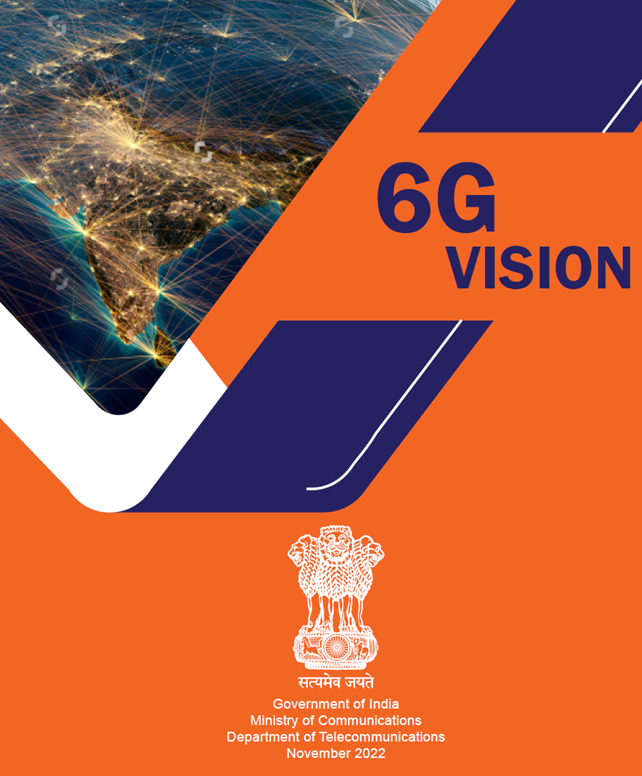 6G
VISION
सत्यमेव जयते
Government of India
Ministry of Communications
Department of Telecommunications
November 2022